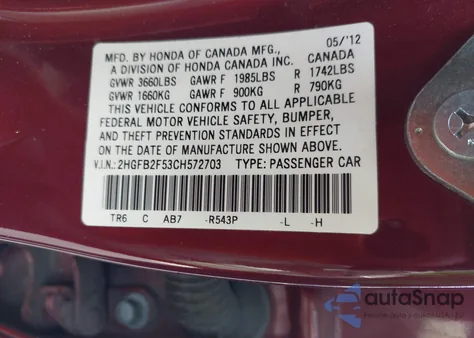 MFD. BY HONDA OF CANADA MFG., 05/'12
A DIVISION OF HONDA CANADA INC. CANADA
GVWR 3660LBS GAWR F 1985LBS R 1742LBS
GVWR 1660KG GAWR F 900KG R 790KG
THIS VEHICLE CONFORMS TO ALL APPLICABLE
FEDERAL MOTOR VEHICLE SAFETY, BUMPER,
AND THEFT PREVENTION STANDARDS IN EFFECT
ON THE DATE OF MANUFACTURE SHOWN ABOVE.
V.I.N.: 2HGFB2F53CH572703 TYPE: PASSENGER CAR
TR6 C AB7 -R543P -L -H
autoSnap